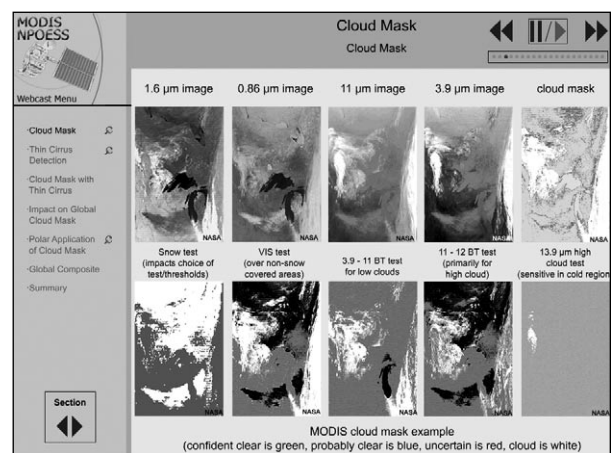 MODIS
NPOESS
Webcast Menu
Cloud Mask
Cloud Mask
·Cloud Mask
·Thin Cirrus
Detection
·Cloud Mask with
Thin Cirrus
·Impact on Global
Cloud Mask
·Polar Application
of Cloud Mask
·Global Composite
·Summary
Section
1.6 µm image
0.86 µm image
11 µm image
3.9 µm image
cloud mask
NASA
NASA
NASA
NASA
NASA
Snow test
(impacts choice of
test/thresholds)
VIS test
(over non-snow
covered areas)
3.9 - 11 BT test
for low clouds
11 - 12 BT test
(primarily for
high cloud)
13.9 µm high
cloud test
(sensitive in cold region
NASA
NASA
NASA
NASA
NASA
MODIS cloud mask example
(confident clear is green, probably clear is blue, uncertain is red, cloud is white)